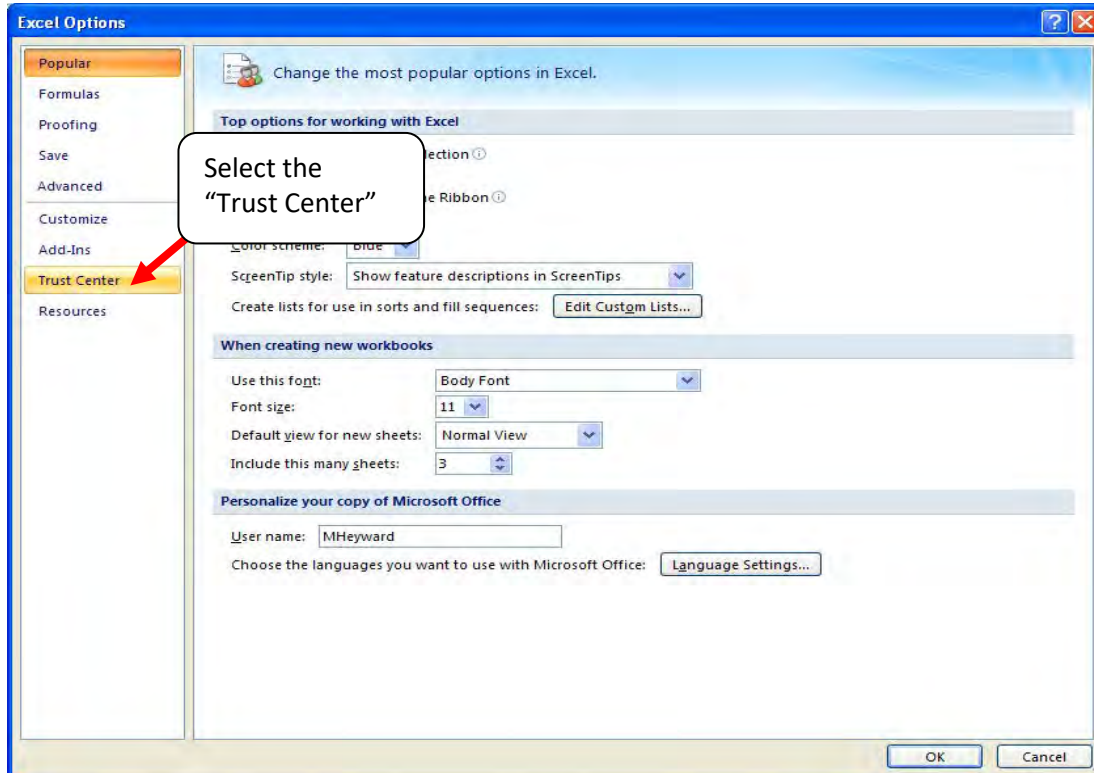 Excel Options
Popular
Formulas
Proofing
Save
Advanced
Customize
Add-Ins
Trust Center
Resources
Change the most popular options in Excel.
Top options for working with Excel
Select the
“Trust Center”
Ribbon
Color scheme: Blue
ScreenTip style: Show feature descriptions in ScreenTips
Create lists for use in sorts and fill sequences: Edit Custom Lists...
When creating new workbooks
Use this font: Body Font
Font size: 11
Default view for new sheets: Normal View
Include this many sheets: 3
Personalize your copy of Microsoft Office
User name: MHeyward
Choose the languages you want to use with Microsoft Office: Language Settings...
OK Cancel